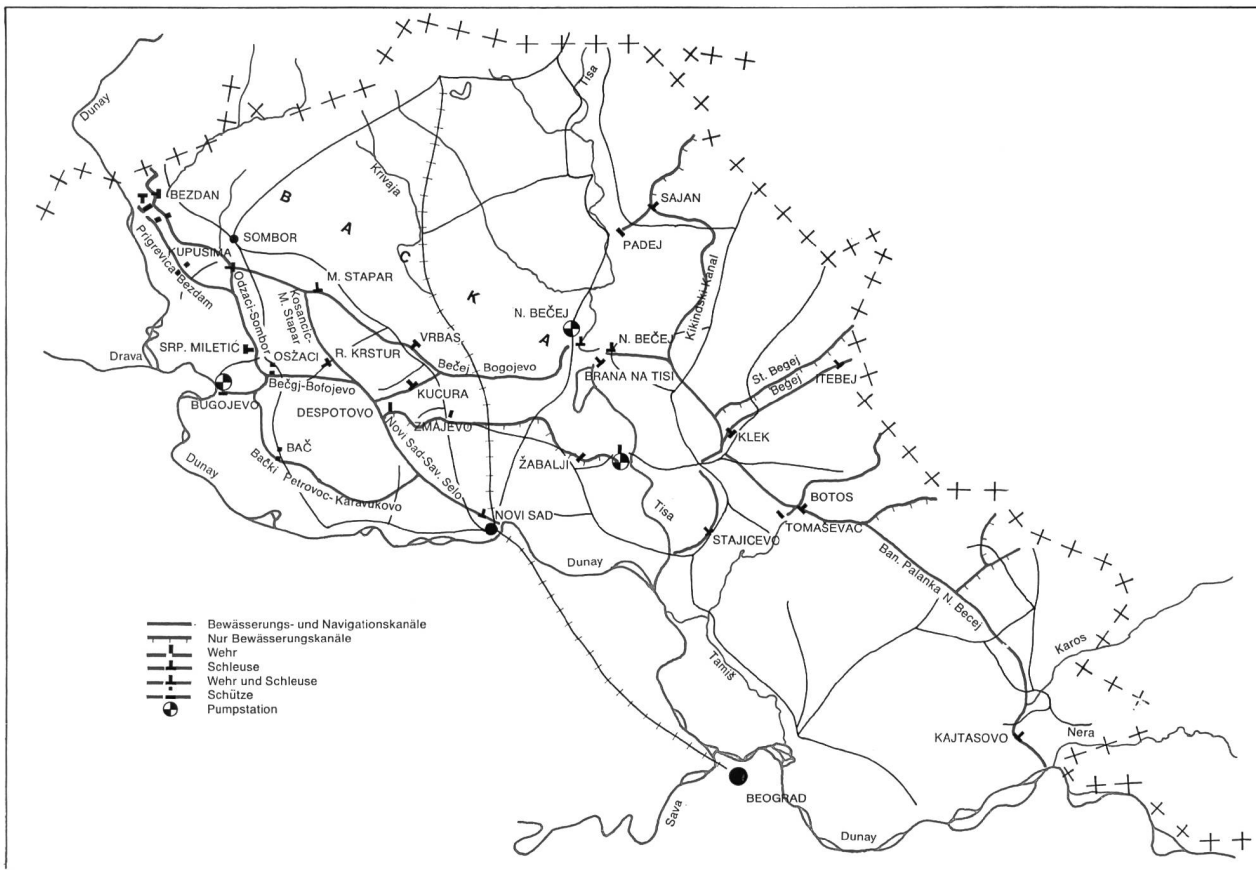 Dunay
Tisa
Krivaja
BEZDAN
SAJAN
B
A
C
K
A
SOMBOR
PADEJ
KUPUSIMA
Prigrevica-Bezdam
Odzaci-Sombor
M. STAPAR
Kosancic-
M. Stapar
Kikindski Kanal
N. BEČEJ
VRBAS
N. BEČEJ
SRP. MILETIĆ
Drava
OSŽACI
R. KRSTUR
Bečej - Bogojevo
BRANA NA TISI
St. Begej
Begej
ITEBEJ
Bečgj-Bofojevo
KUCURA
BUGOJEVO
DESPOTOVO
ZMAJEVO
KLEK
BAČ
Novi Sad-Sav. Selo
ŽABALJI
Bački Petrovoc-Karavukovo
Dunay
BOTOS
Tisa
NOVI SAD
STAJICEVO
TOMAŠEVAC
Dunay
Ban. Palanka N. Becej
Bewässerungs- und Navigationskanäle
Nur Bewässerungskanäle
Wehr
Schleuse
Wehr und Schleuse
Schütze
Pumpstation
Tamiš
Karos
KAJTASOVO
Nera
BEOGRAD
Sava
Dunay